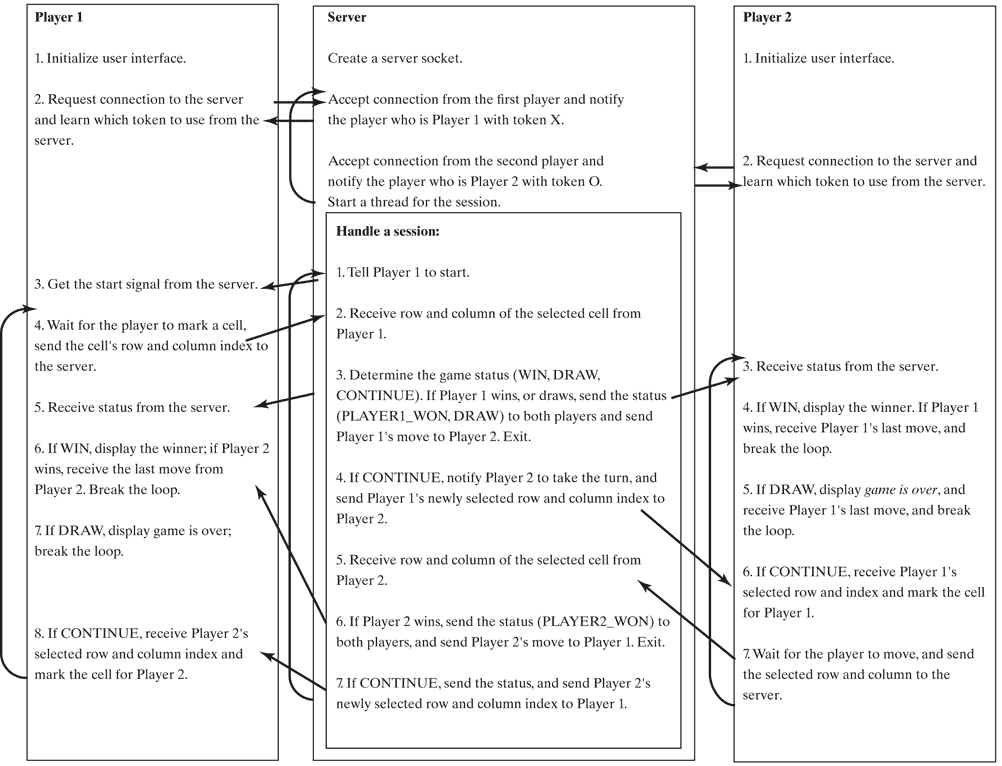 Player 1
1. Initialize user interface.
2. Request connection to the server
and learn which token to use from the
server.
3. Get the start signal from the server.
4. Wait for the player to mark a cell,
send the cell's row and column index to
the server.
5. Receive status from the server.
6. If WIN, display the winner; if Player 2
wins, receive the last move from
Player 2. Break the loop.
7. If DRAW, display game is over;
break the loop.
8. If CONTINUE, receive Player 2's
selected row and column index and
mark the cell for Player 2.
Server
Create a server socket.
Accept connection from the first player and notify
the player who is Player 1 with token X.
Accept connection from the second player and
notify the player who is Player 2 with token O.
Start a thread for the session.
Handle a session:
1. Tell Player 1 to start.
2. Receive row and column of the selected cell from
Player 1.
3. Determine the game status (WIN, DRAW,
CONTINUE). If Player 1 wins, or draws, send the status
(PLAYER1_WON, DRAW) to both players and send
Player 1's move to Player 2. Exit.
4. If CONTINUE, notify Player 2 to take the turn, and
send Player 1's newly selected row and column index to
Player 2.
5. Receive row and column of the selected cell from
Player 2.
6. If Player 2 wins, send the status (PLAYER2_WON) to
both players, and send Player 2's move to Player 1. Exit.
7. If CONTINUE, send the status, and send Player 2's
newly selected row and column index to Player 1.
Player 2
1. Initialize user interface.
2. Request connection to the server and
learn which token to use from the server.
3. Receive status from the server.
4. If WIN, display the winner. If Player 1
wins, receive Player 1's last move, and
break the loop.
5. If DRAW, display game is over, and
receive Player 1's last move, and break
the loop.
6. If CONTINUE, receive Player 1's
selected row and index and mark the cell
for Player 1.
7. Wait for the player to move, and send
the selected row and column to the
server.